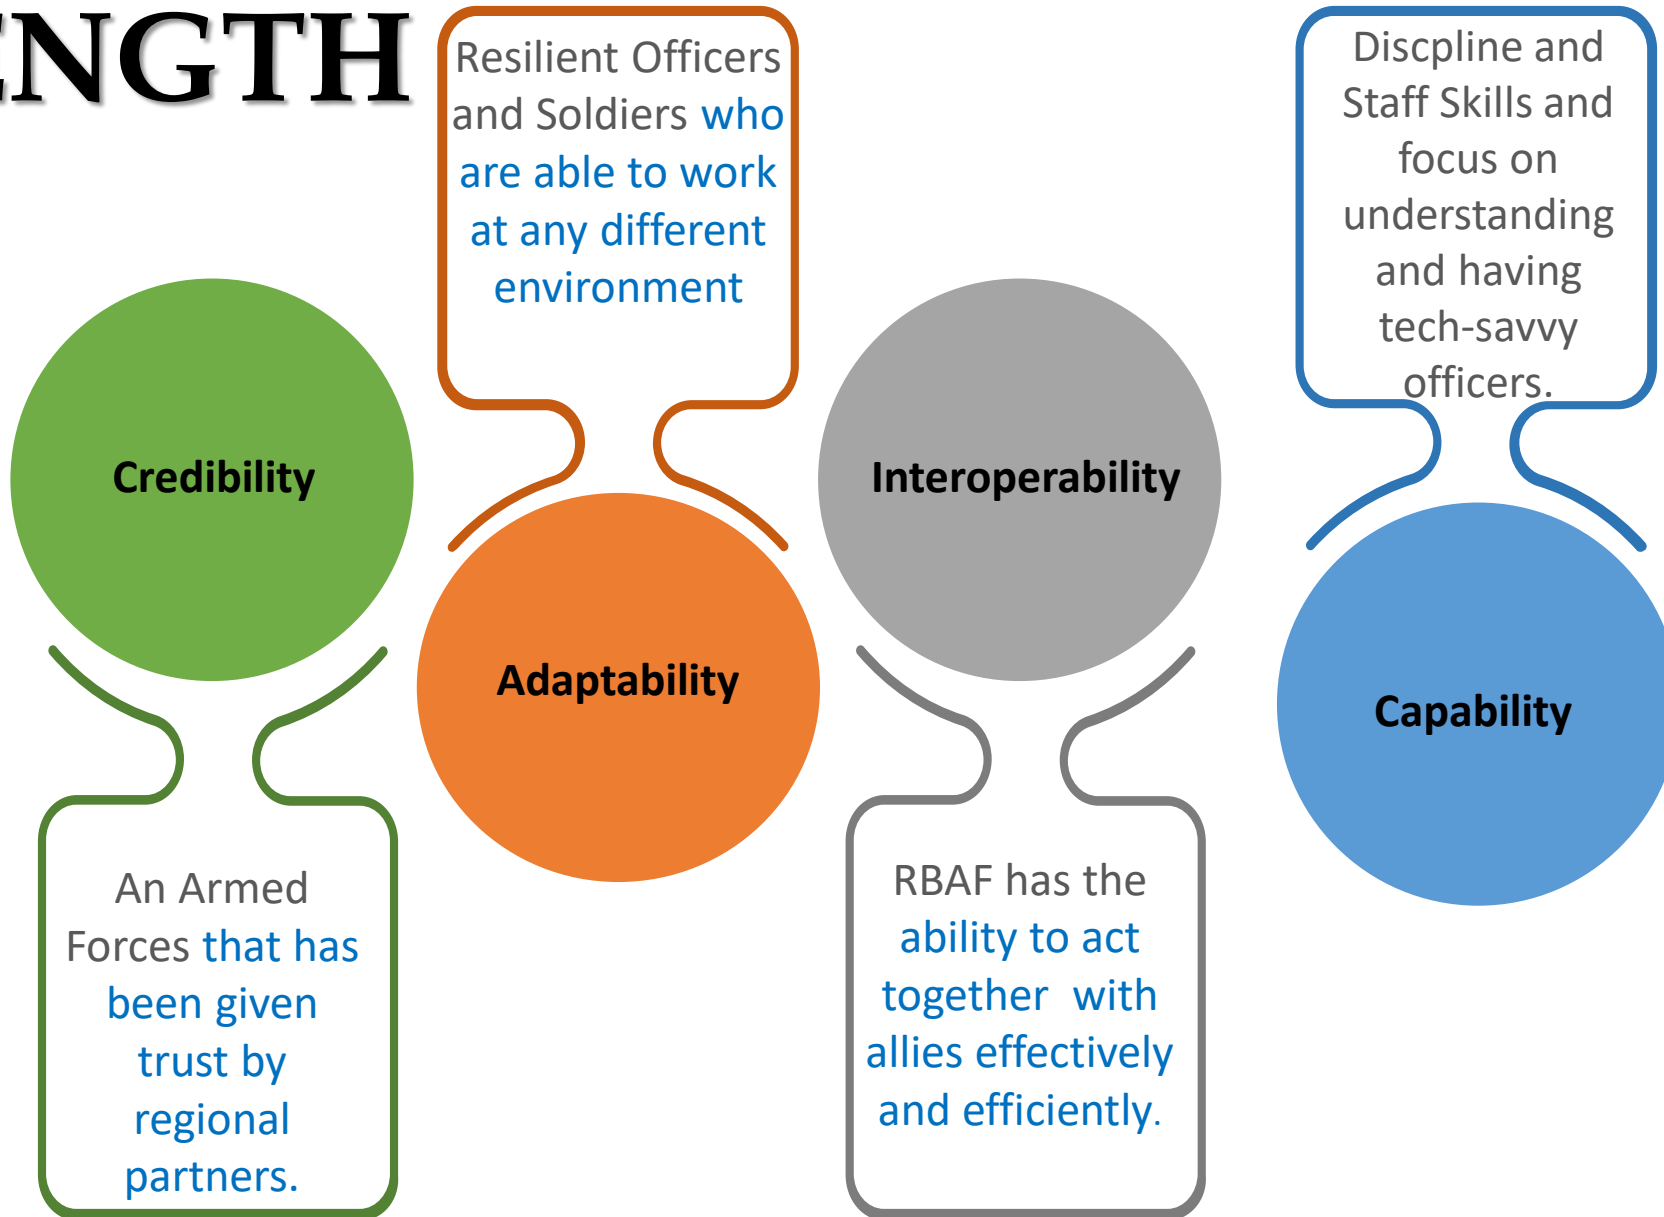 ENGTH
Resilient Officers
and Soldiers who
are able to work
at any different
environment
Discpline and
Staff Skills and
focus on
understanding
and having
tech-savvy
officers.
Credibility
Interoperability
Adaptability
Capability
An Armed
Forces that has
been given
trust by
regional
partners.
RBAF has the
ability to act
together  with
allies effectively
and efficiently.